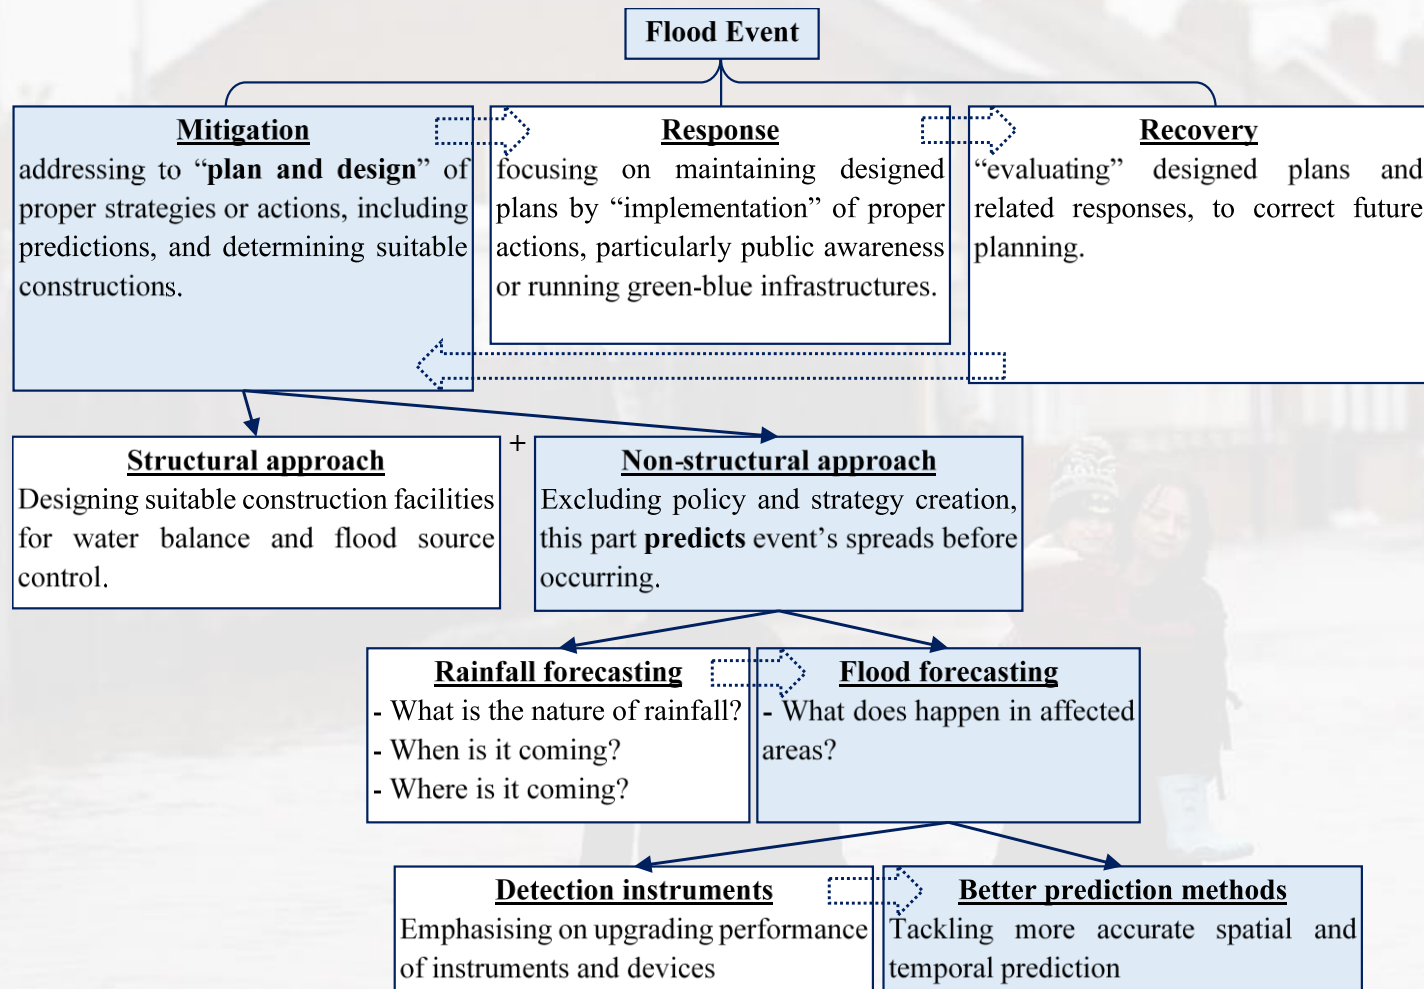 Flood Event
Mitigation
addressing to “plan and design” of
proper strategies or actions, including
predictions, and determining suitable
constructions.
Response
focusing on maintaining designed
plans by “implementation” of proper
actions, particularly public awareness
or running green-blue infrastructures.
Recovery
“evaluating” designed plans and
related responses, to correct future
planning.
Structural approach
Designing suitable construction facilities
for water balance and flood source
control.
+
Non-structural approach
Excluding policy and strategy creation,
this part predicts event’s spreads before
occurring.
Rainfall forecasting
- What is the nature of rainfall?
- When is it coming?
- Where is it coming?
Flood forecasting
- What does happen in affected
areas?
Detection instruments
Emphasising on upgrading performance
of instruments and devices
Better prediction methods
Tackling more accurate spatial and
temporal prediction